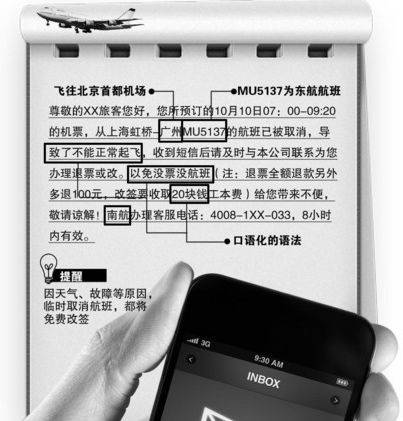 飞往北京首都机场
MU5137为东航航班
尊敬的XX旅客您好，您所预订的10月10日07：00-09:20
的机票，从上海虹桥-广州MU5137的航班已被取消，导
致了不能正常起飞，收到短信后请及时与本公司联系为您
办理退票或改。以免没票没航班（注：退票全额退款另外
多退100元，改签要收取20块钱工本费）给您带来不便，
敬请谅解！南航办理客服电话：4008-1XX-033，8小时
内有效。
口语化的语法
提醒
因天气、故障等原因，
临时取消航班，都将
免费改签
3G
9:30 AM
INBOX